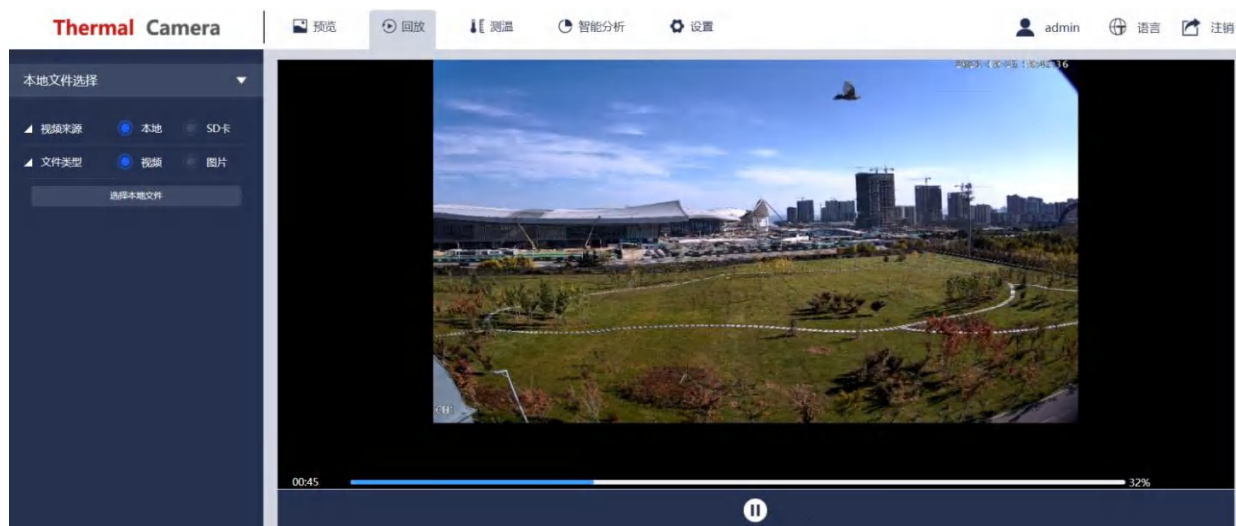 Thermal Camera
预览
回放
测温
智能分析
设置
admin
语言
注销
本地文件选择
视频来源 本地 SD卡
文件类型 视频 图片
选择本地文件
CH1
00:45
32%